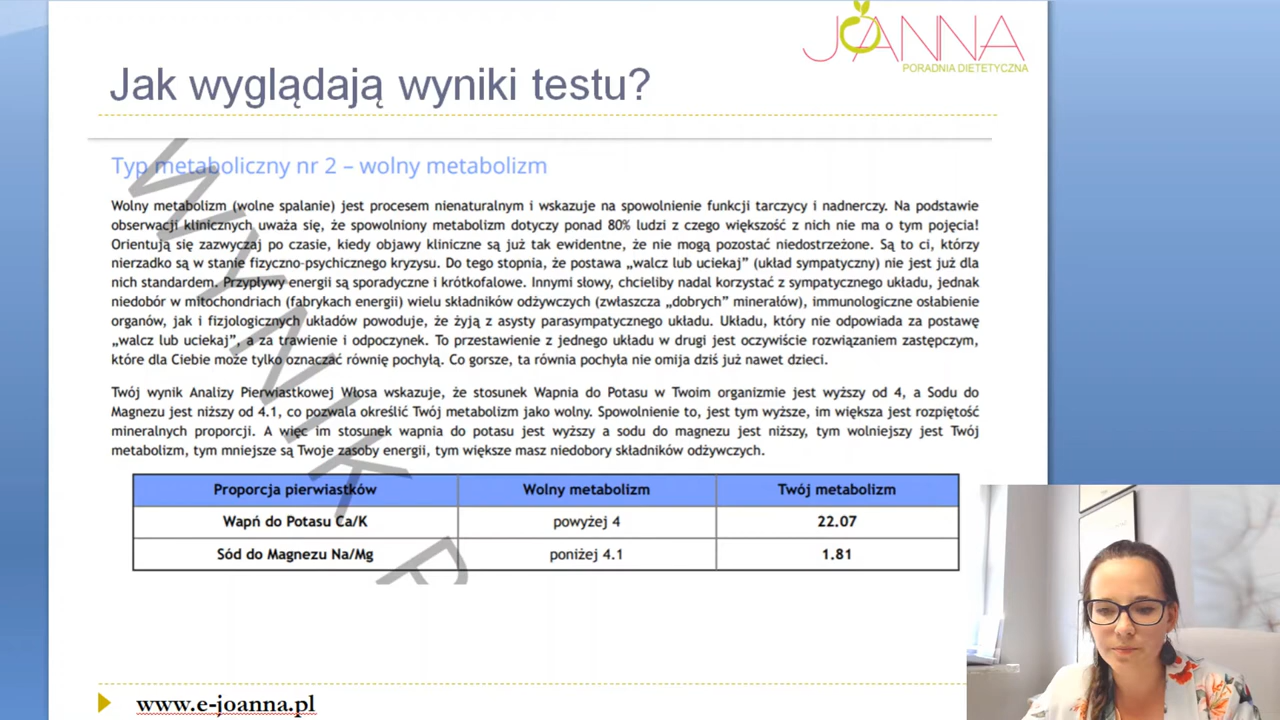 JOANNA
PORADNIA DIETETYCZNA
Jak wyglądają wyniki testu?
Typ metaboliczny nr 2 – wolny metabolizm
Wolny metabolizm (wolne spalanie) jest procesem nienaturalnym i wskazuje na spowolnienie funkcji tarczycy i nadnerczy. Na podstawie
obserwacji klinicznych uważa się, że spowolniony metabolizm dotyczy ponad 80% ludzi z czego większość z nich nie ma o tym pojęcia!
Orientują się zazwyczaj po czasie, kiedy objawy kliniczne są już tak ewidentne, że nie mogą pozostać niedostrzeżone. Są to ci, którzy
nierzadko są w stanie fizyczno-psychicznego kryzysu. Do tego stopnia, że postawa „walcz lub uciekaj” (układ sympatyczny) nie jest już dla
nich standardem. Przypływy energii są sporadyczne i krótkofalowe. Innymi słowy, chcieliby nadal korzystać z sympatycznego układu, jednak
niedobór w mitochondriach (fabrykach energii) wielu składników odżywczych (zwłaszcza „dobrych” minerałów), immunologiczne osłabienie
organów, jak i fizjologicznych układów powoduje, że żyją z asysty parasympatycznego układu. Układu, który nie odpowiada za postawę
„walcz lub uciekaj”, a za trawienie i odpoczynek. To przestawienie z jednego układu w drugi jest oczywiście rozwiązaniem zastępczym,
które dla Ciebie może tylko oznaczać równię pochyłą. Co gorsze, ta równia pochyła nie omija dziś już nawet dzieci.
Twój wynik Analizy Pierwiastkowej Włosa wskazuje, że stosunek Wapnia do Potasu w Twoim organizmie jest wyższy od 4, a Sodu do
Magnezu jest niższy od 4.1, co pozwala określić Twój metabolizm jako wolny. Spowolnienie to, jest tym wyższe, im większa jest rozpiętość
mineralnych proporcji. A więc im stosunek wapnia do potasu jest wyższy a sodu do magnezu jest niższy, tym wolniejszy jest Twój
metabolizm, tym mniejsze są Twoje zasoby energii, tym większe masz niedobory składników odżywczych.
Proporcja pierwiastków Wolny metabolizm Twój metabolizm
Wapń do Potasu Ca/K powyżej 4 22.07
Sód do Magnezu Na/Mg poniżej 4.1 1.81
WYNIK P
www.e-joanna.pl